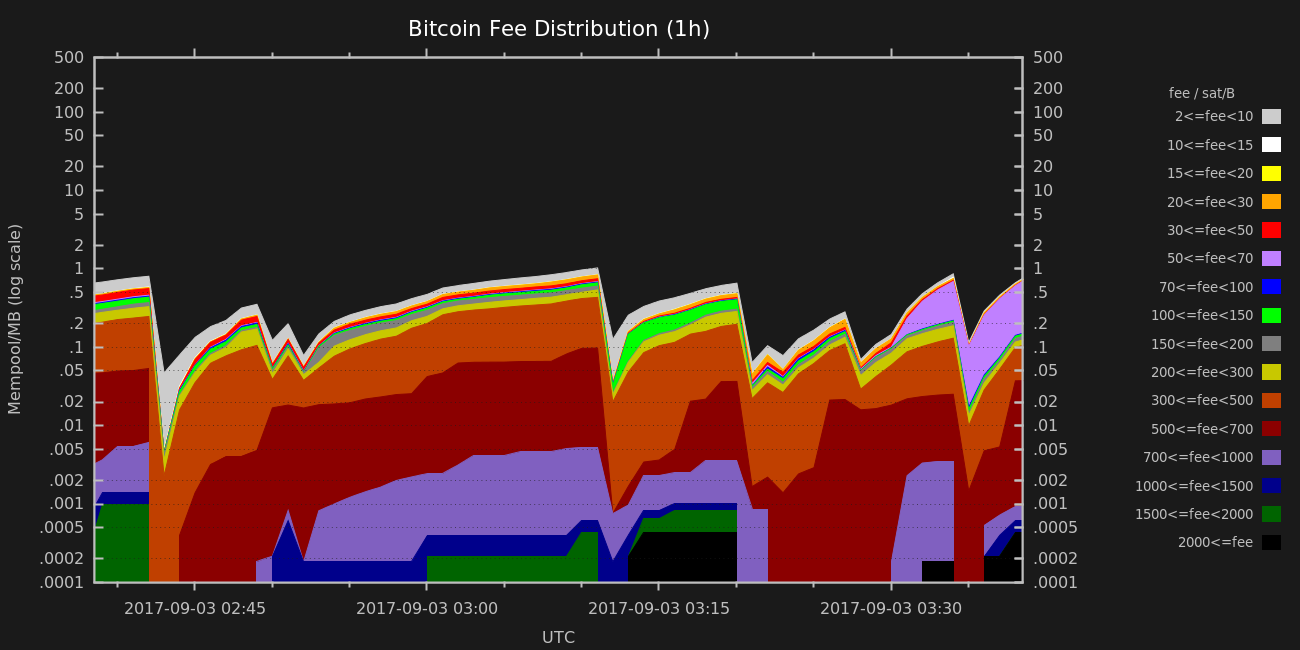 Bitcoin Fee Distribution (1h)
Mempool/MB (log scale)
500
200
100
50
20
10
5
2
1
.5
.2
.1
.05
.02
.01
.005
.002
.001
.0005
.0002
.0001
500
200
100
50
20
10
5
2
1
.5
.2
.1
.05
.02
.01
.005
.002
.001
.0005
.0002
.0001
fee / sat/B
2<=fee<10
10<=fee<15
15<=fee<20
20<=fee<30
30<=fee<50
50<=fee<70
70<=fee<100
100<=fee<150
150<=fee<200
200<=fee<300
300<=fee<500
500<=fee<700
700<=fee<1000
1000<=fee<1500
1500<=fee<2000
2000<=fee
2017-09-03 02:45 2017-09-03 03:00 2017-09-03 03:15 2017-09-03 03:30
UTC